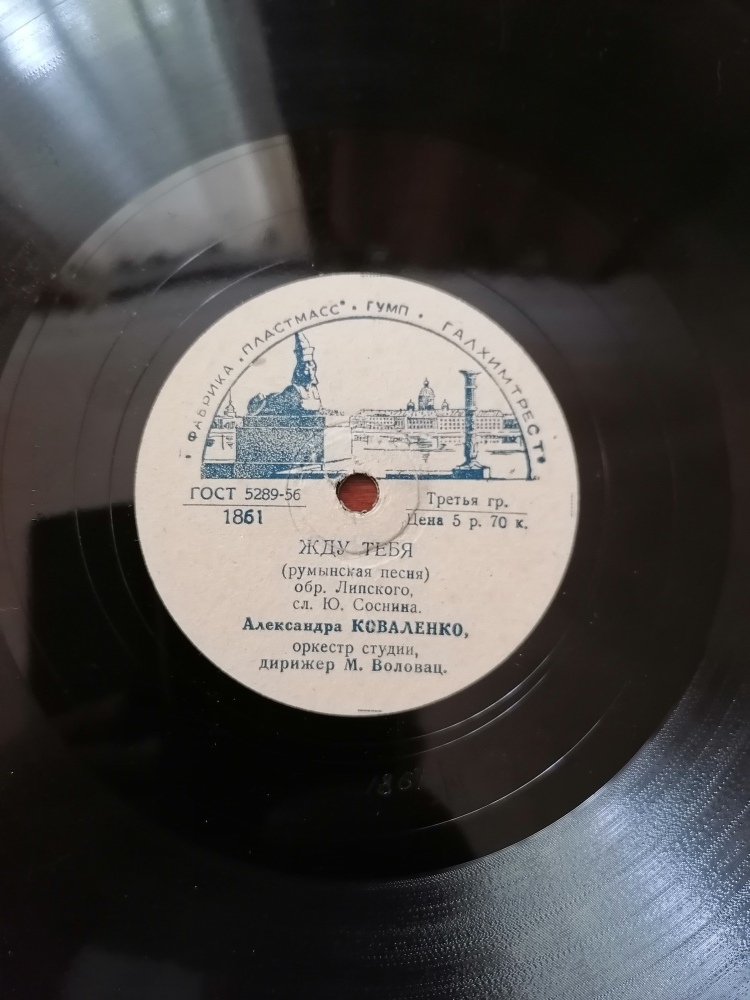 • ФАБРИКА „ПЛАСТМАСС" • ГУМП • ГАЛХИМТРЕСТ •
ГОСТ 5289-56
1861
Третья гр.
Цена 5 р. 70 к.
ЖДУ ТЕБЯ
(румынская песня)
обр. Липского,
сл. Ю. Соснина.
Александра КОВАЛЕНКО,
оркестр студии,
дирижер М. Воловац.